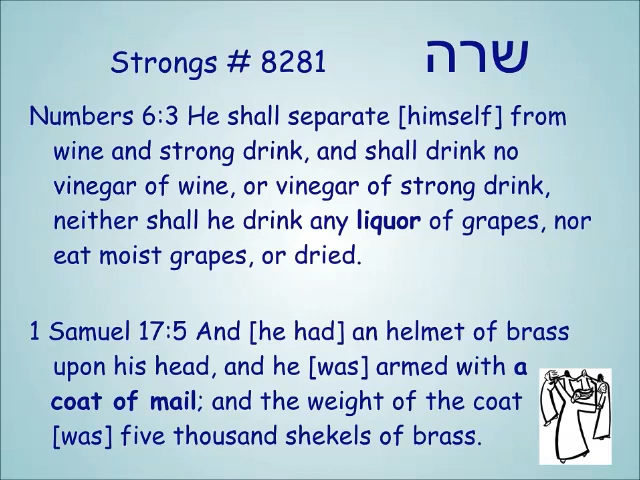 Strongs # 8281 שרה
Numbers 6:3 He shall separate [himself] from
wine and strong drink, and shall drink no
vinegar of wine, or vinegar of strong drink,
neither shall he drink any liquor of grapes, nor
eat moist grapes, or dried.
1 Samuel 17:5 And [he had] an helmet of brass
upon his head, and he [was] armed with a
coat of mail; and the weight of the coat
[was] five thousand shekels of brass.